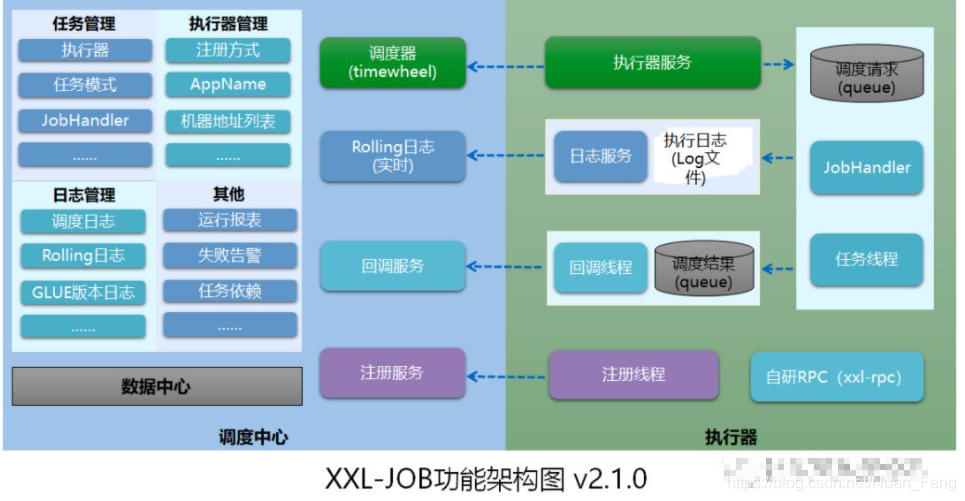 任务管理
执行器
任务模式
JobHandler
......
执行器管理
注册方式
AppName
机器地址列表
......
日志管理
调度日志
Rolling日志
GLUE版本日志
......
其他
运行报表
失败告警
任务依赖
......
数据中心
调度器
(timewheel)
Rolling日志
(实时)
回调服务
注册服务
调度中心
执行器服务
日志服务
执行日志
(Log文
件)
回调线程
调度结果
(queue)
注册线程
调度请求
(queue)
JobHandler
任务线程
自研RPC（xxl-rpc）
执行器
XXL-JOB功能架构图 v2.1.0
https://blog.csdn.net/Huan_Feng